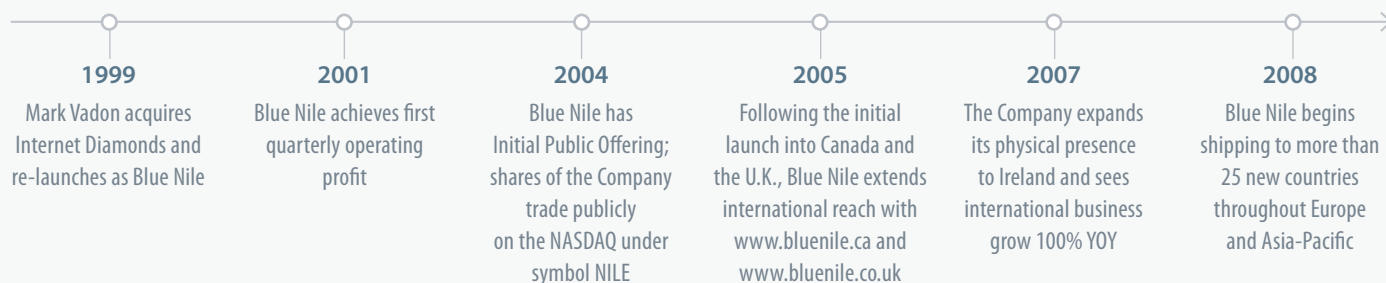 1999
Mark Vadon acquires
Internet Diamonds and
re-launches as Blue Nile
2001
Blue Nile achieves first
quarterly operating
profit
2004
Blue Nile has
Initial Public Offering;
shares of the Company
trade publicly
on the NASDAQ under
symbol NILE
2005
Following the initial
launch into Canada and
the U.K., Blue Nile extends
international reach with
www.bluenile.ca and
www.bluenile.co.uk
2007
The Company expands
its physical presence
to Ireland and sees
international business
grow 100% YOY
2008
Blue Nile begins
shipping to more than
25 new countries
throughout Europe
and Asia-Pacific